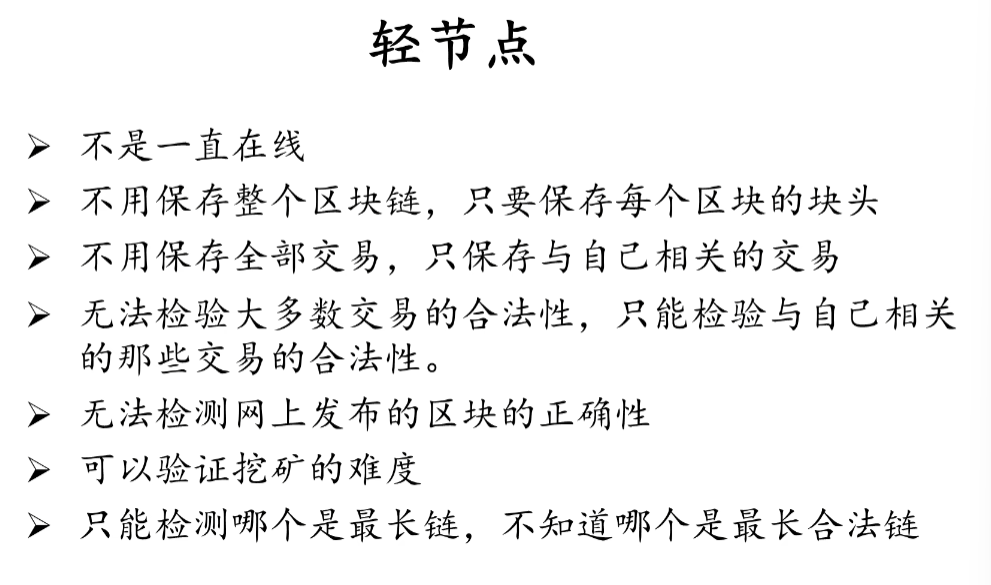 轻节点
➢ 不是一直在线
➢ 不用保存整个区块链，只要保存每个区块的块头
➢ 不用保存全部交易，只保存与自己相关的交易
➢ 无法检验大多数交易的合法性，只能检验与自己相关
的那些交易的合法性。
➢ 无法检测网上发布的区块的正确性
➢ 可以验证挖矿的难度
➢ 只能检测哪个是最长链，不知道哪个是最长合法链